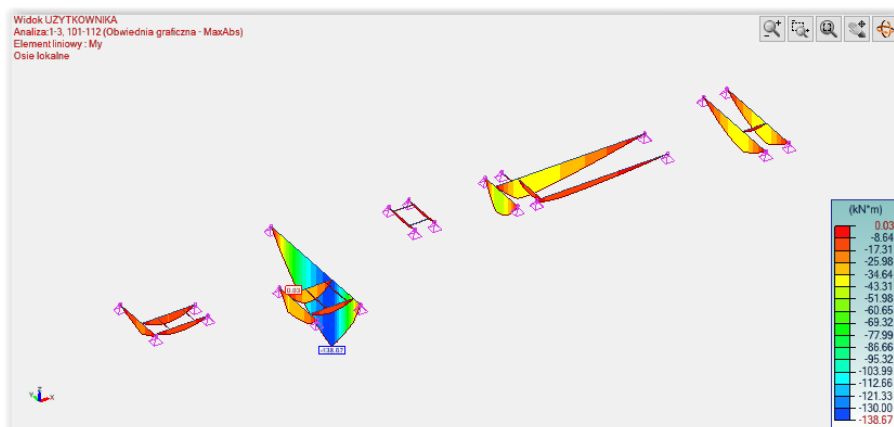 Widok UŻYTKOWNIKA
Analiza:1-3, 101-112 (Obwiednia graficzna - MaxAbs)
Element liniowy : My
Osie lokalne
(kN*m)
0.03
-8.64
-17.31
-25.98
-34.64
-43.31
-51.98
-60.65
-69.32
-77.99
-86.66
-95.32
-103.99
-112.66
-121.33
-130.00
-138.67
0.03
-138.67
Z
Y
X